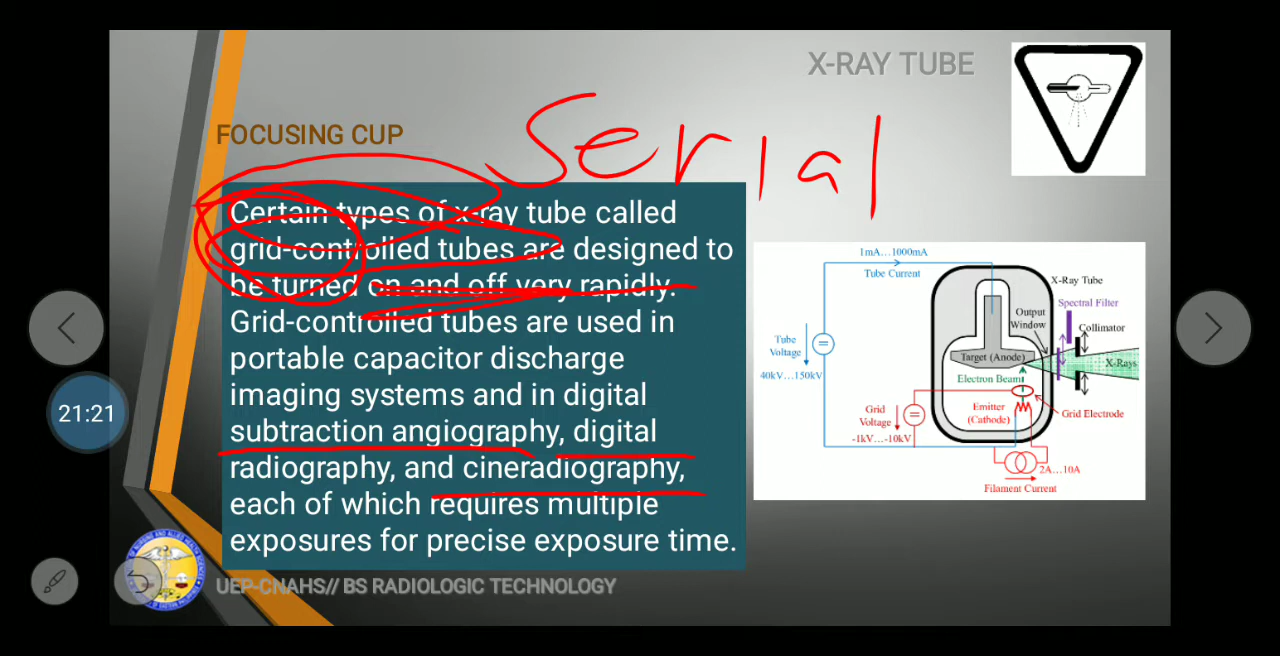 X-RAY TUBE
FOCUSING CUP
Serial
Certain types of x-ray tube called
grid-controlled tubes are designed to
be turned on and off very rapidly.
Grid-controlled tubes are used in
portable capacitor discharge
imaging systems and in digital
subtraction angiography, digital
radiography, and cineradiography,
each of which requires multiple
exposures for precise exposure time.
1mA...1000mA
Tube Current
X-Ray Tube
Spectral Filter
Output
Window
Collimator
Tube
Voltage
Target (Anode)
X-Rays
40kV...150kV
Electron Beam
Grid
Voltage
Emitter
(Cathode)
Grid Electrode
-1kV...-10kV
2A...10A
Filament Current
21:21
UEP-CNAHS// BS RADIOLOGIC TECHNOLOGY